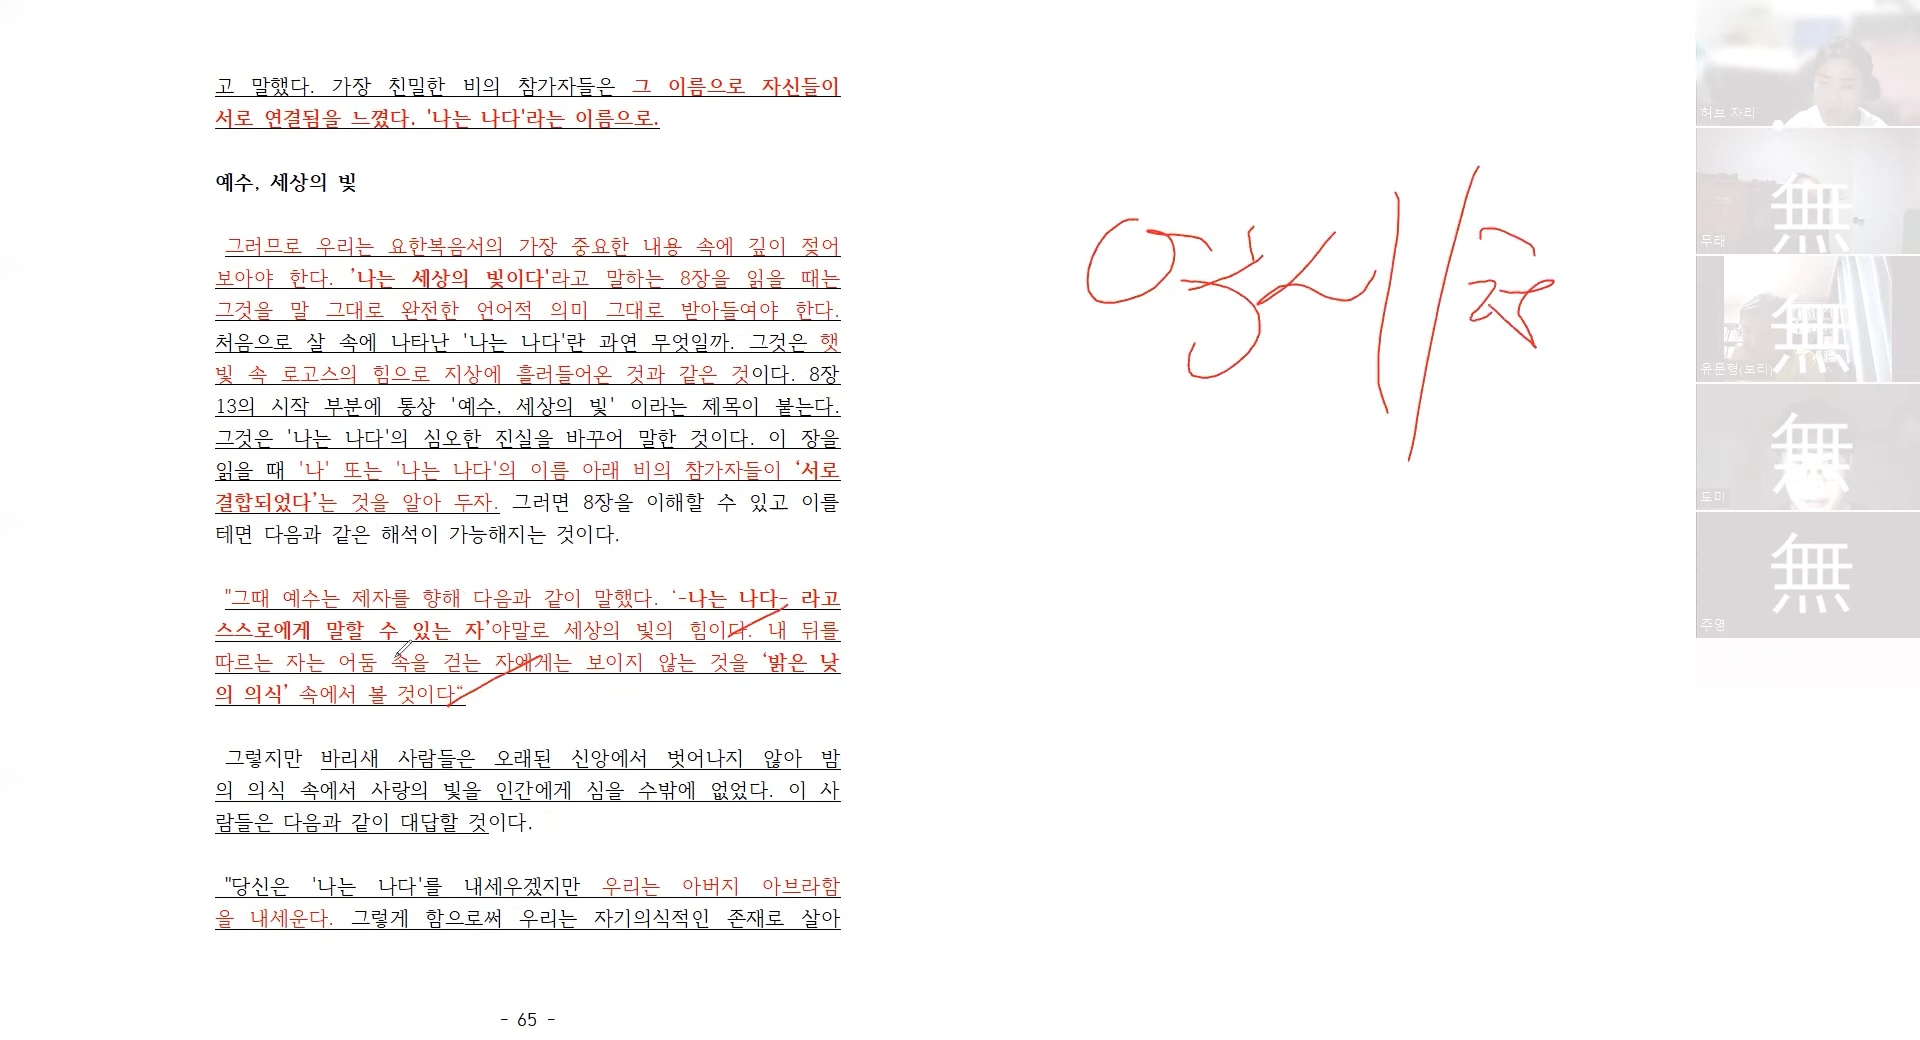 고 말했다. 가장 친밀한 비의 참가자들은 그 이름으로 자신들이
서로 연결됨을 느꼈다. '나는 나다'라는 이름으로.
예수, 세상의 빛
그러므로 우리는 요한복음서의 가장 중요한 내용 속에 깊이 젖어
보아야 한다. '나는 세상의 빛이다'라고 말하는 8장을 읽을 때는
그것을 말 그대로 완전한 언어적 의미 그대로 받아들여야 한다.
처음으로 살 속에 나타난 '나는 나다'란 과연 무엇일까. 그것은 햇
빛 속 로고스의 힘으로 지상에 흘러들어온 것과 같은 것이다. 8장
13의 시작 부분에 통상 '예수, 세상의 빛' 이라는 제목이 붙는다.
그것은 '나는 나다'의 심오한 진실을 바꾸어 말한 것이다. 이 장을
읽을 때 '나' 또는 '나는 나다'의 이름 아래 비의 참가자들이 ‘서로
결합되었다’는 것을 알아 두자. 그러면 8장을 이해할 수 있고 이를
테면 다음과 같은 해석이 가능해지는 것이다.
"그때 예수는 제자를 향해 다음과 같이 말했다. ‘-나는 나다- 라고
스스로에게 말할 수 있는 자’야말로 세상의 빛의 힘이다. 내 뒤를
따르는 자는 어둠 속을 걷는 자에게는 보이지 않는 것을 ‘밝은 낮
의 의식’ 속에서 볼 것이다“
그렇지만 바리새 사람들은 오래된 신앙에서 벗어나지 않아 밤
의 의식 속에서 사랑의 빛을 인간에게 심을 수밖에 없었다. 이 사
람들은 다음과 같이 대답할 것이다.
"당신은 '나는 나다'를 내세우겠지만 우리는 아버지 아브라함
을 내세운다. 그렇게 함으로써 우리는 자기의식적인 존재로 살아
- 65 -
허브 자리
無
무래
無
유문형(보리)
無
도미
無
주영